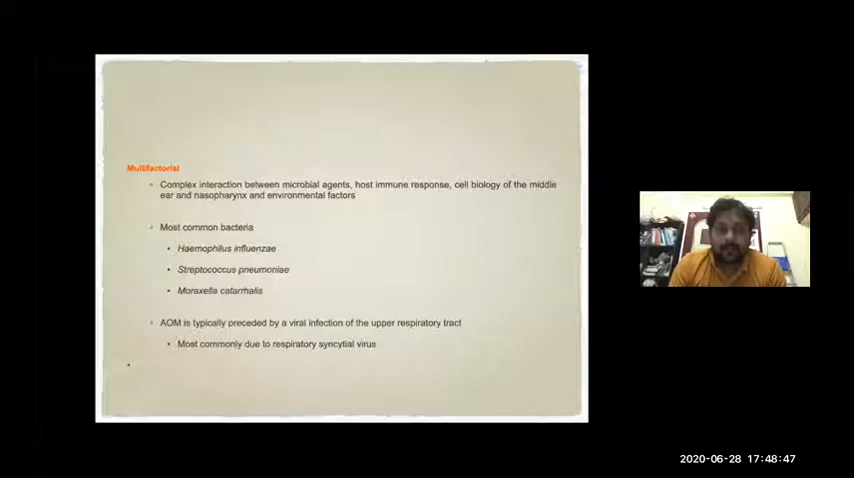 Multifactorial
Complex interaction between microbial agents, host immune response, cell biology of the middle
ear and nasopharynx and environmental factors
Most common bacteria
Haemophilus influenzae
Streptococcus pneumoniae
Moraxella catarrhalis
AOM is typically preceded by a viral infection of the upper respiratory tract
Most commonly due to respiratory syncytial virus
2020-06-28 17:48:47